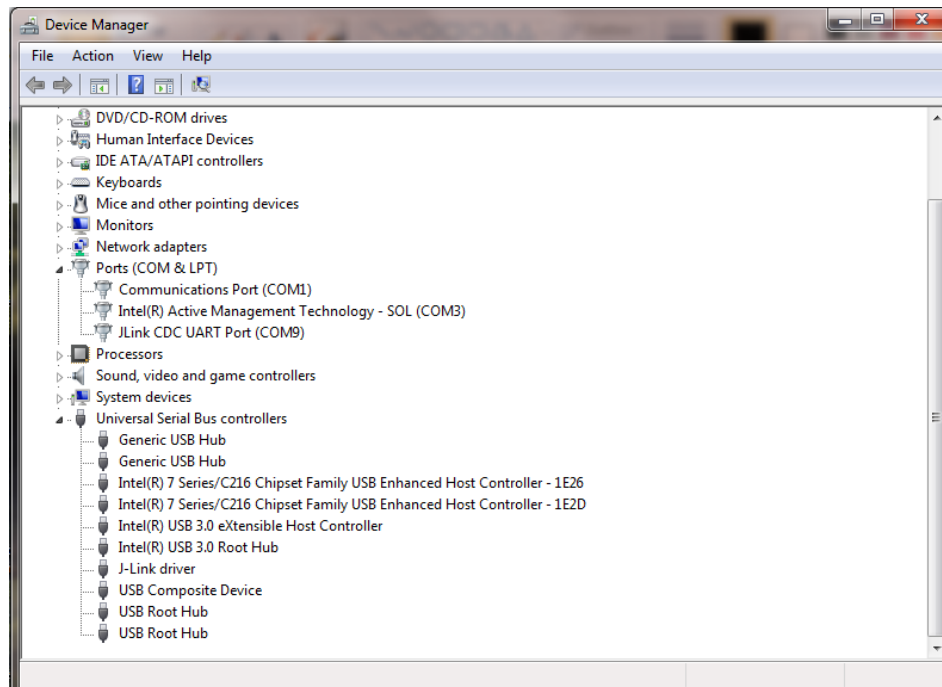 Device Manager
File Action View Help
DVD/CD-ROM drives
Human Interface Devices
IDE ATA/ATAPI controllers
Keyboards
Mice and other pointing devices
Monitors
Network adapters
Ports (COM & LPT)
Communications Port (COM1)
Intel(R) Active Management Technology - SOL (COM3)
JLink CDC UART Port (COM9)
Processors
Sound, video and game controllers
System devices
Universal Serial Bus controllers
Generic USB Hub
Generic USB Hub
Intel(R) 7 Series/C216 Chipset Family USB Enhanced Host Controller - 1E26
Intel(R) 7 Series/C216 Chipset Family USB Enhanced Host Controller - 1E2D
Intel(R) USB 3.0 eXtensible Host Controller
Intel(R) USB 3.0 Root Hub
J-Link driver
USB Composite Device
USB Root Hub
USB Root Hub